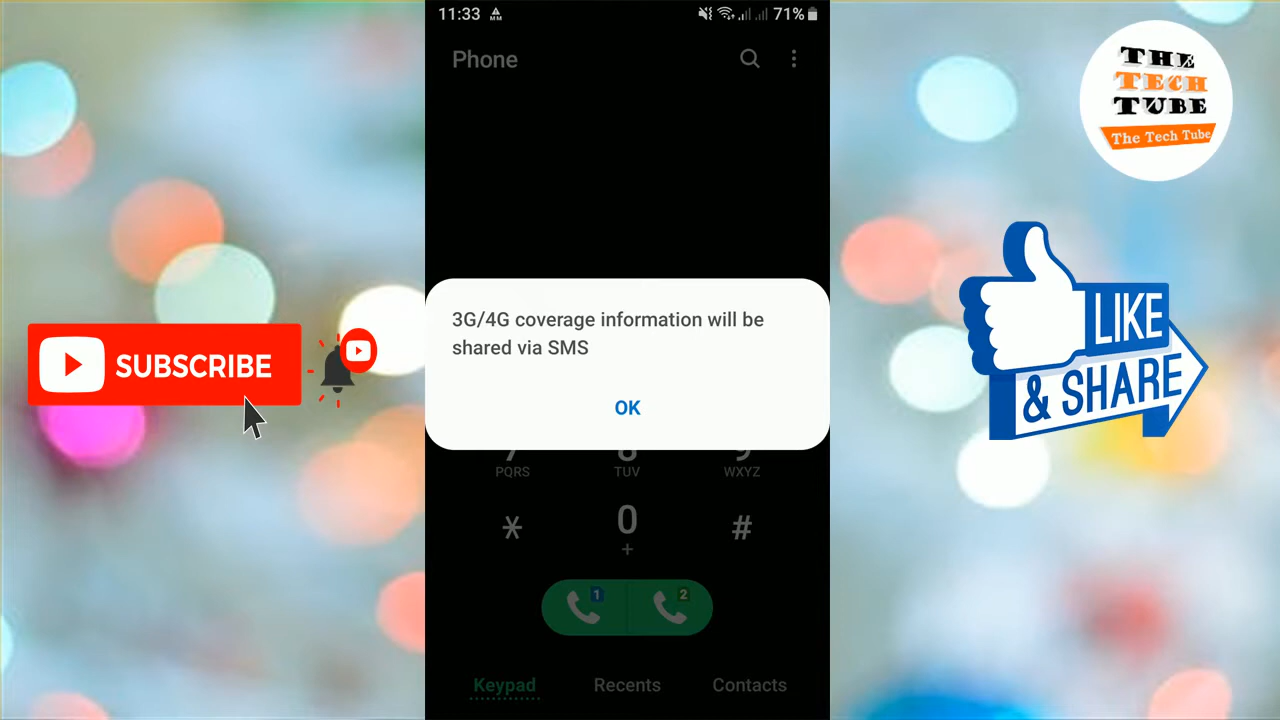 11:33
71%
Phone
3G/4G coverage information will be
shared via SMS
OK
PQRS
TUV
WXYZ
*
0
#
+
1
2
Keypad
Recents
Contacts
SUBSCRIBE
THE
TECH
TUBE
The Tech Tube
LIKE
& SHARE